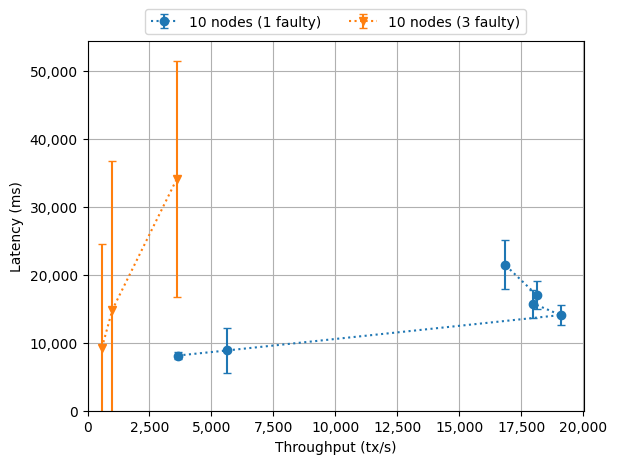 10 nodes (1 faulty) 10 nodes (3 faulty)
50,000
40,000
30,000
20,000
10,000
0
Latency (ms)
0 2,500 5,000 7,500 10,000 12,500 15,000 17,500 20,000
Throughput (tx/s)